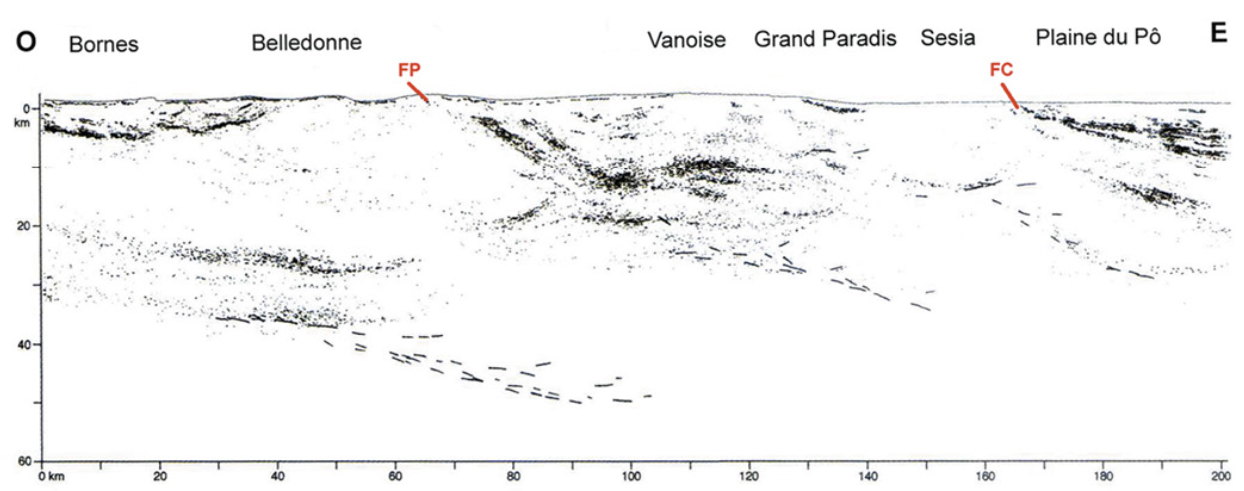 O Bornes Belledonne Vanoise Grand Paradis Sesia Plaine du Pô E
FP FC
0
km
20
40
60
0 km 20 40 60 80 100 120 140 160 180 200